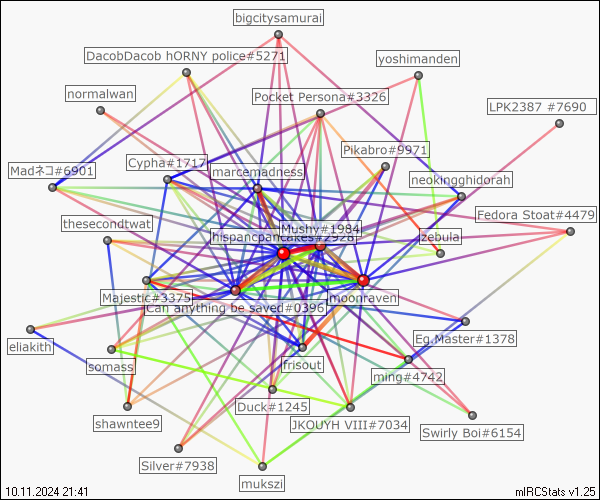 bigcitysamurai
DacobDacob hORNY police#5271
yoshimanden
normalwan
Pocket Persona#3326
LPK2387 #7690
Pikabro#9971
Cypha#1717
marcemadness
Madネコ#6901
neokingghidorah
Fedora Stoat#4479
thesecondtwat
Mushy#1984
hispancpancakes#2928
zebula
Majestic#3375
moonraven
Can anything be saved#0396
Eg.Master#1378
eliakith
somass
frisout
ming#4742
Duck#1245
shawntee9
JKOUYH VIII#7034
Swirly Boi#6154
Silver#7938
mukszi
10.11.2024 21:41
mIRCStats v1.25